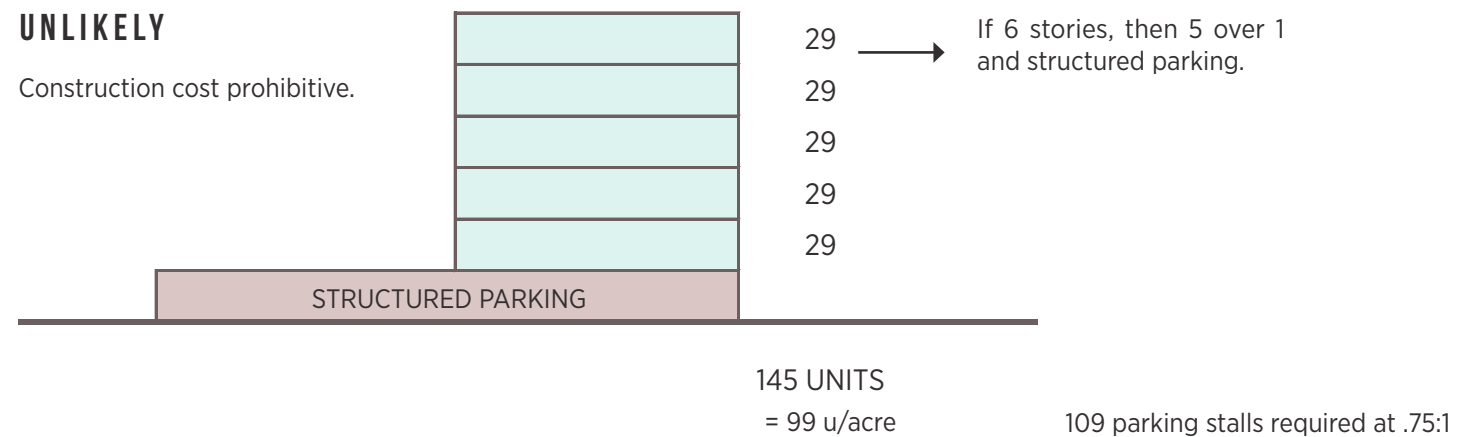 UNLIKELY
Construction cost prohibitive.
29
If 6 stories, then 5 over 1
and structured parking.
29
29
29
29
STRUCTURED PARKING
145 UNITS
= 99 u/acre
109 parking stalls required at .75:1